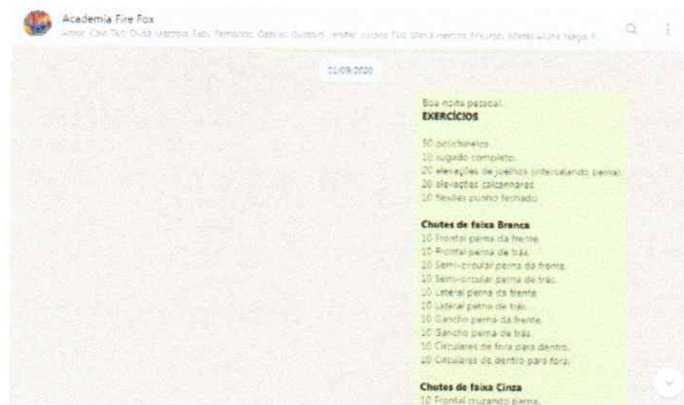 Academia Fire Fox
01/09/2020
Boa noite pessoal.
EXERCÍCIOS
50 polichinelos.
10 sugado completo.
20 elevações de joelhos (intercalando perna).
20 elevações calcanhares.
10 flexões punho fechado
Chutes de faixa Branca
10 Frontal perna da frente.
10 Frontal perna de trás.
10 Semi-circular perna da frente.
10 Semi-circular perna de trás.
10 Lateral perna da frente.
10 Lateral perna de trás.
10 Gancho perna da frente.
10 Gancho perna de trás.
10 Circulares de fora para dentro.
10 Circulares de dentro para fora.
Chutes de faixa Cinza
10 Frontal cruzando perna.